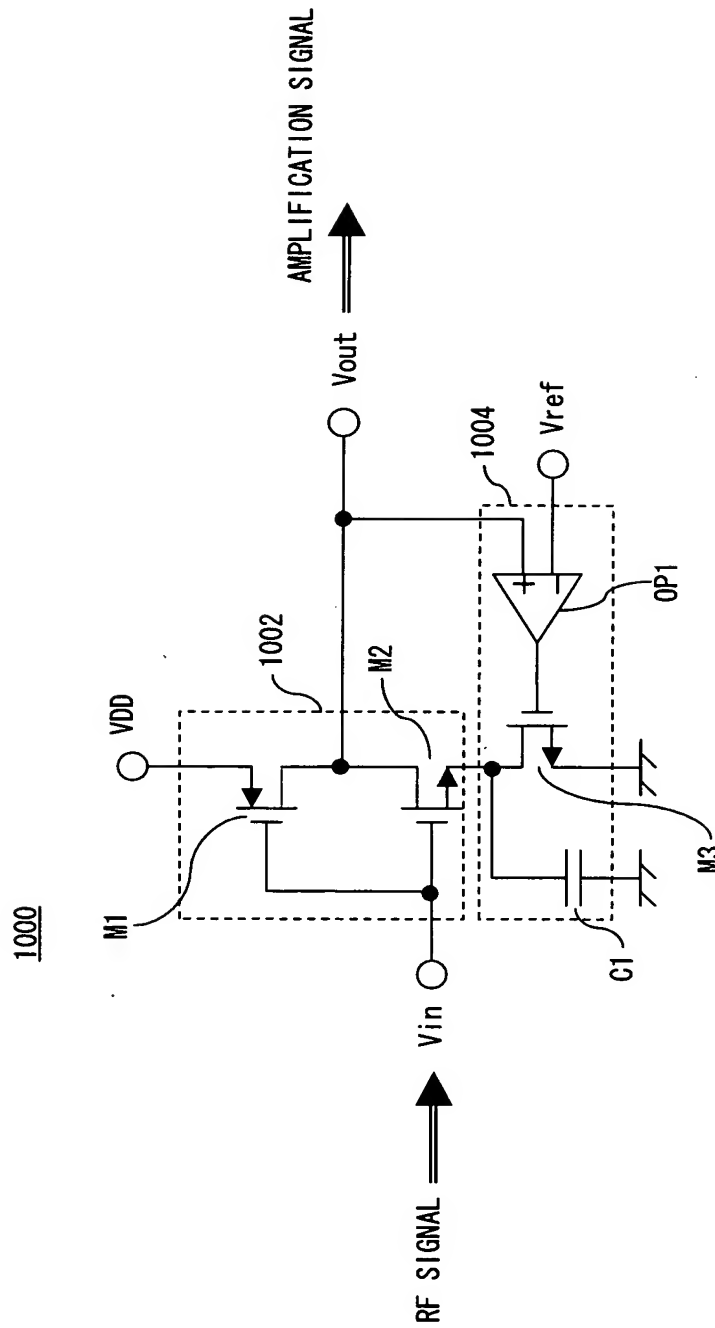 1000
RF SIGNAL
Vin
M1
VDD
1002
M2
Vout
AMPLIFICATION SIGNAL
1004
Vref
+
−
OP1
C1
M3